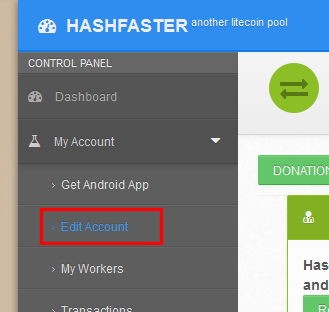 HASHFASTER another litecoin pool
CONTROL PANEL
Dashboard
My Account
Get Android App
DONATION
Edit Account
My Workers
Has
and
Transactions